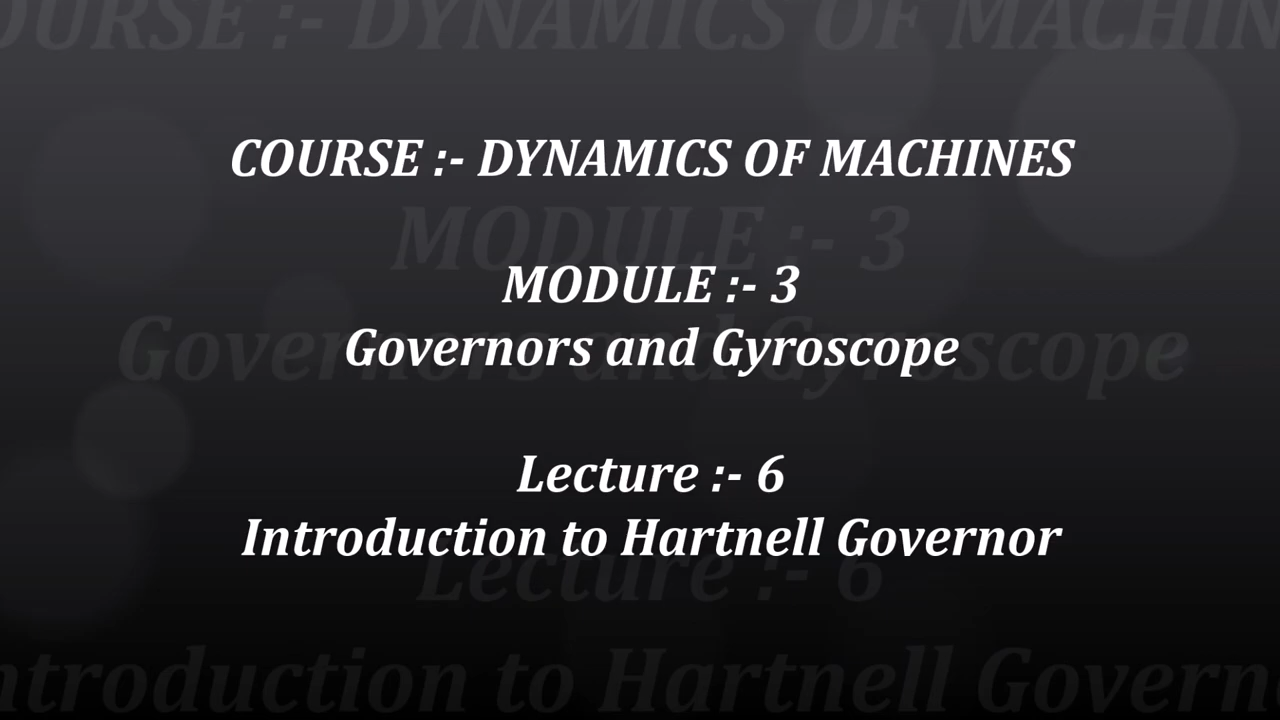 COURSE :- DYNAMICS OF MACHINES
MODULE :- 3
Governors and Gyroscope
Lecture :- 6
Introduction to Hartnell Governor